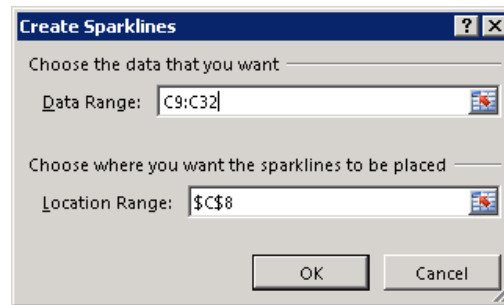 Create Sparklines
Choose the data that you want
Data Range: C9:C32
Choose where you want the sparklines to be placed
Location Range: $C$8
OK Cancel